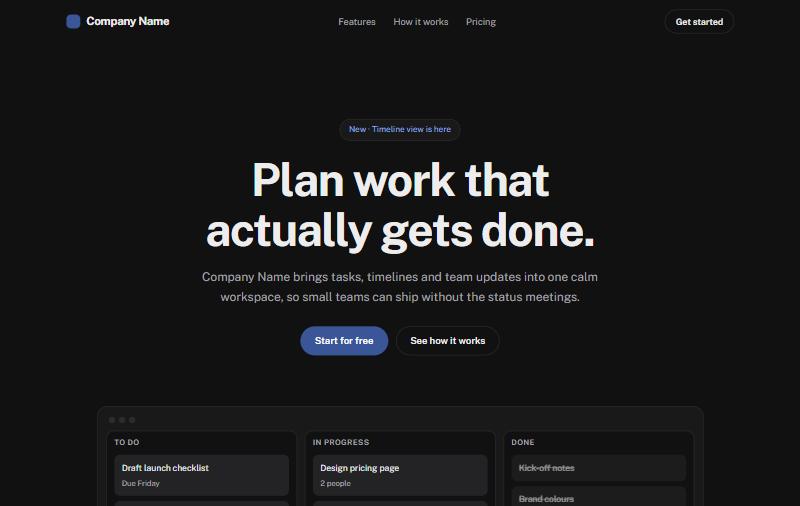 Company Name
Features
How it works
Pricing
Get started
New · Timeline view is here
Plan work that
actually gets done.
Company Name brings tasks, timelines and team updates into one calm
workspace, so small teams can ship without the status meetings.
Start for free
See how it works
TO DO
Draft launch checklist
Due Friday
IN PROGRESS
Design pricing page
2 people
DONE
Kick-off notes
Brand colours